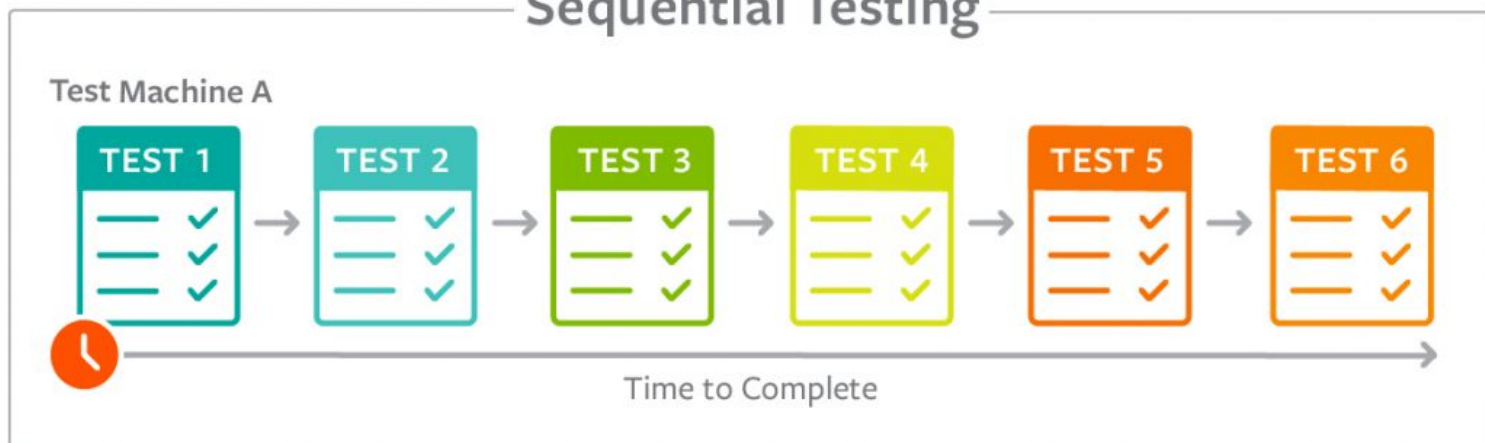 Sequential Testing
Test Machine A
TEST 1 TEST 2 TEST 3 TEST 4 TEST 5 TEST 6
Time to Complete